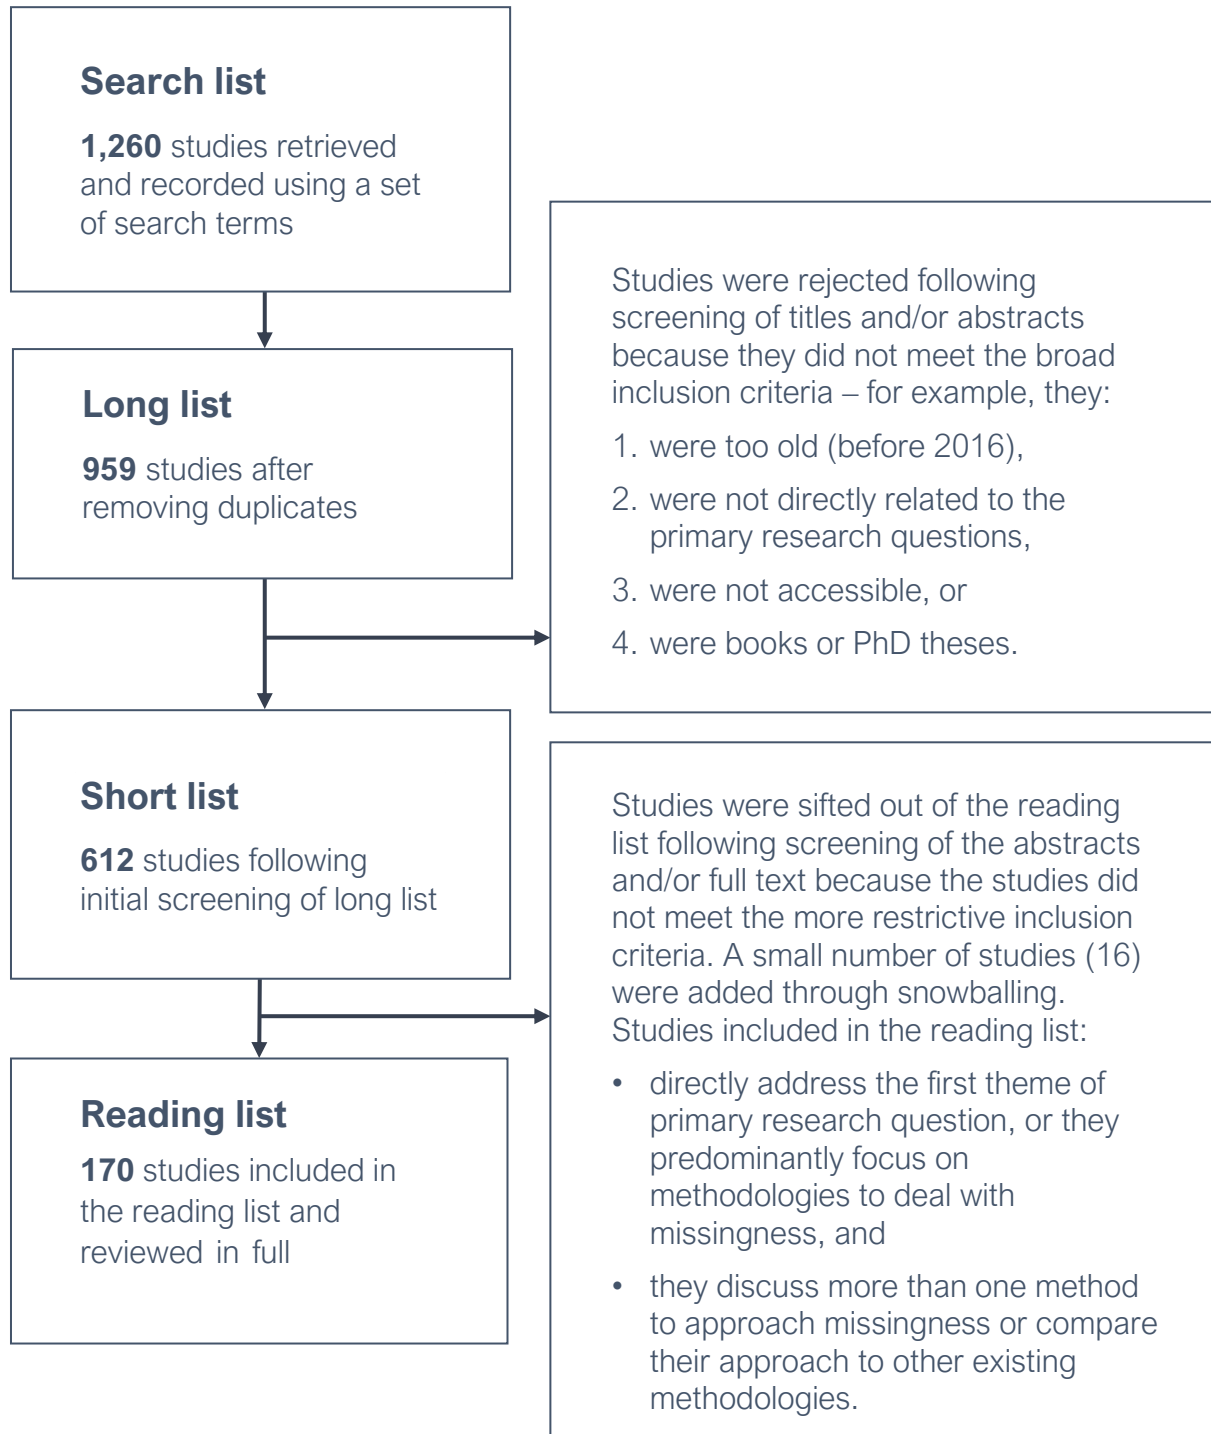 Search list
1,260 studies retrieved
and recorded using a set
of search terms
Long list
959 studies after
removing duplicates
Studies were rejected following
screening of titles and/or abstracts
because they did not meet the broad
inclusion criteria – for example, they:
1. were too old (before 2016),
2. were not directly related to the
primary research questions,
3. were not accessible, or
4. were books or PhD theses.
Short list
612 studies following
initial screening of long list
Studies were sifted out of the reading
list following screening of the abstracts
and/or full text because the studies did
not meet the more restrictive inclusion
criteria. A small number of studies (16)
were added through snowballing.
Studies included in the reading list:
• directly address the first theme of
primary research question, or they
predominantly focus on
methodologies to deal with
missingness, and
• they discuss more than one method
to approach missingness or compare
their approach to other existing
methodologies.
Reading list
170 studies included in
the reading list and
reviewed in full